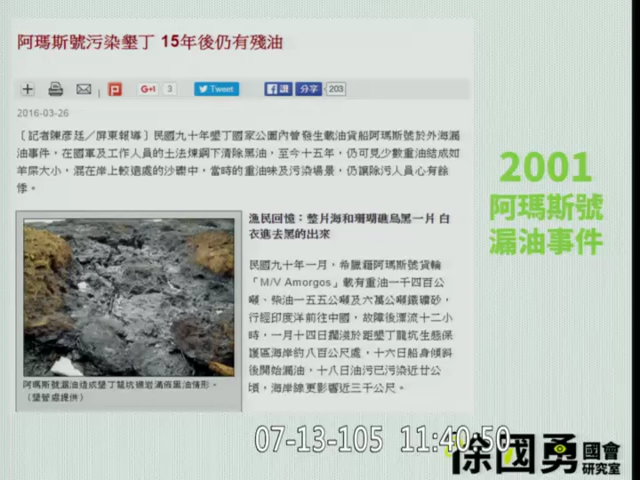 阿瑪斯號污染墾丁 15年後仍有殘油
G+1 3 Tweet 讚 分享 203
2016-03-26
〔記者陳彥廷／屏東報導〕民國九十年墾丁國家公園內曾發生載油貨船阿瑪斯號於外海漏
油事件，在國軍及工作人員的土法煉鋼下清除黑油，至今十五年，仍可見少數重油結成如
羊屎大小，混在岸上較遠處的沙礫中，當時的重油味及污染場景，仍讓除污人員心有餘
悸。
2001
阿瑪斯號
漏油事件
漁民回憶：整片海和珊瑚礁烏黑一片 白
衣進去黑的出來
民國九十年一月，希臘籍阿瑪斯號貨輪
「M/V Amorgos」載有重油一千四百公
噸、柴油一五五公噸及六萬公噸鐵礦砂，
行經印度洋前往中國，故障後漂流十二小
時，一月十四日擱淺於距墾丁龍坑生態保
護區海岸約八百公尺處，十六日船身傾斜
後開始漏油，十八日油污已污染近廿公
頃，海岸線更影響近三千公尺。
阿瑪斯號漏油造成墾丁龍坑礁岩滿佈黑油情形。
（墾管處提供）
07-13-105 11:40:50
徐國勇 國會
研究室